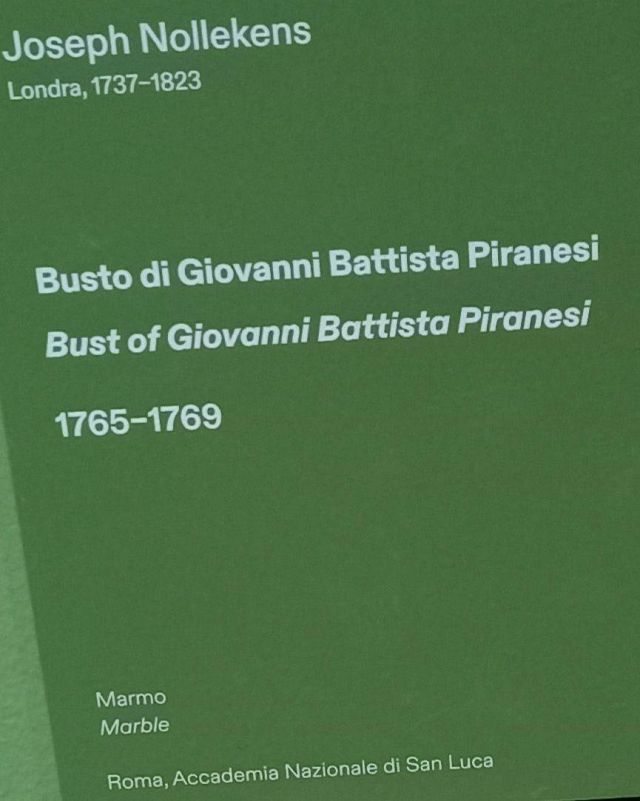 Joseph Nollekens
Londra, 1737–1823
Busto di Giovanni Battista Piranesi
Bust of Giovanni Battista Piranesi
1765–1769
Marmo
Marble
Roma, Accademia Nazionale di San Luca